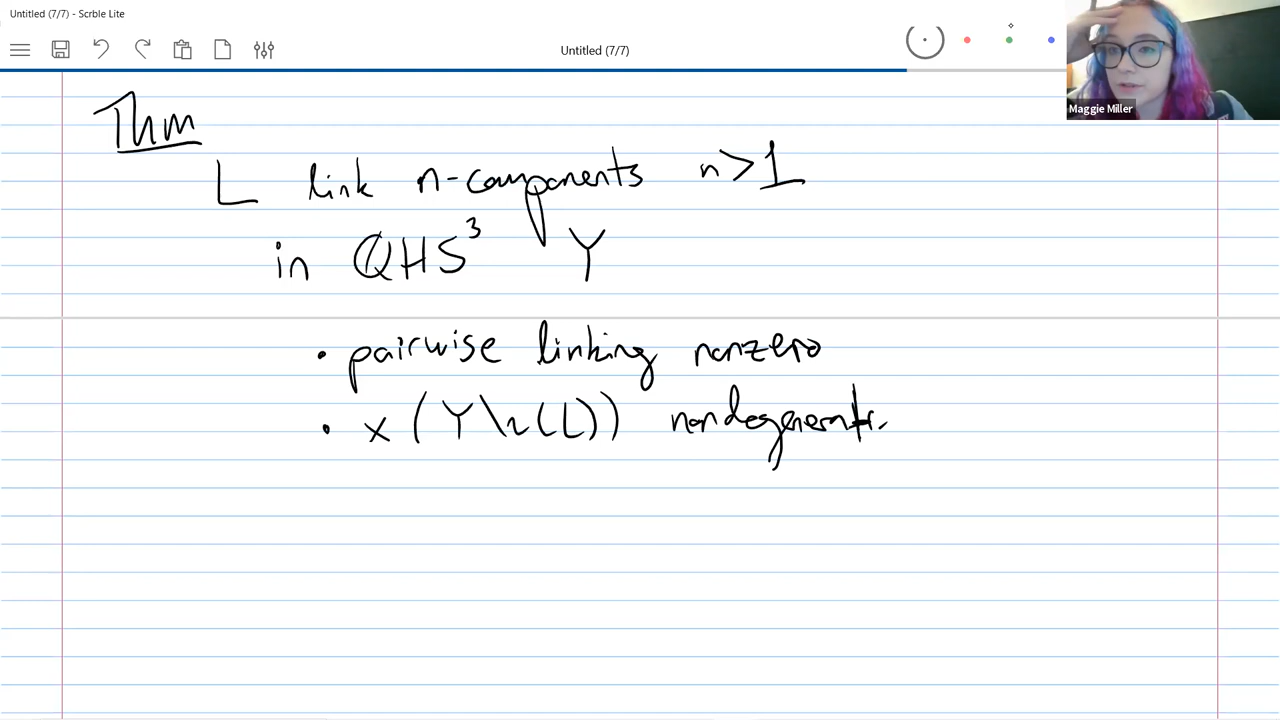 Untitled (7/7) - Scrble Lite
Untitled (7/7)
Maggie Miller
Thm
L link n-components n>1
in QHS³ Y
• pairwise linking nonzero
• x(Y\ν(L)) nondegenerate.